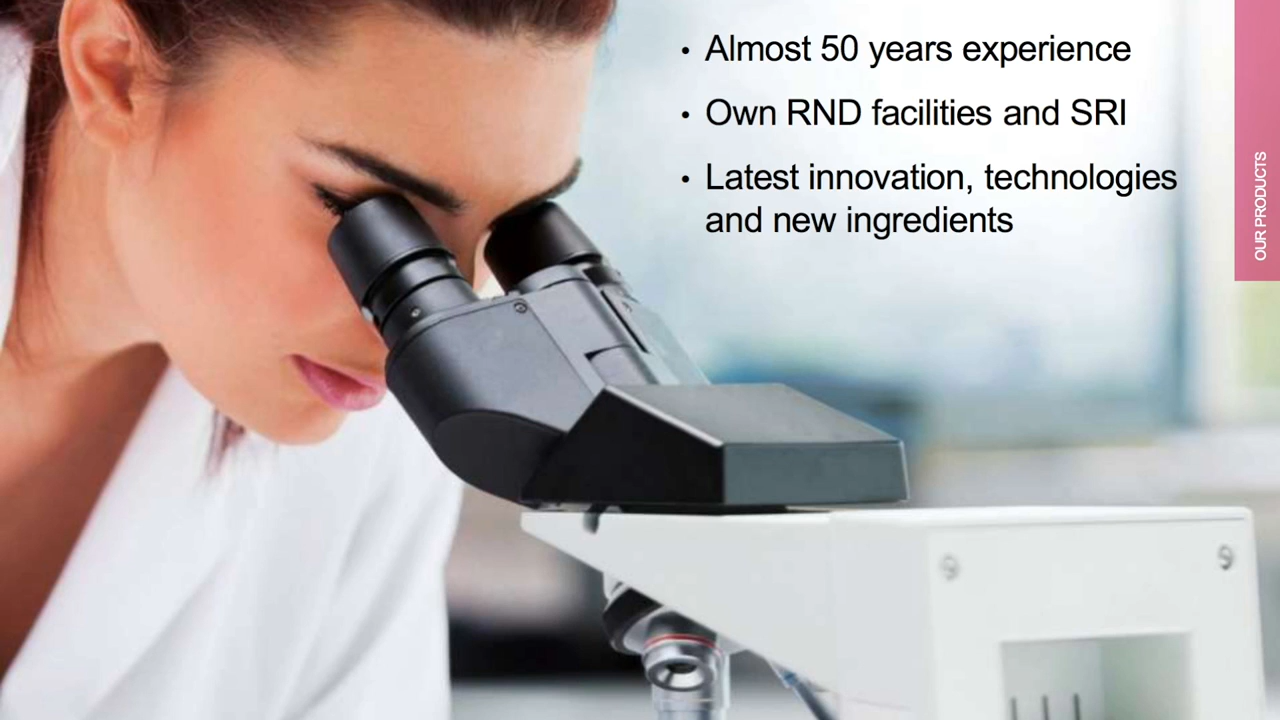 • Almost 50 years experience
• Own RND facilities and SRI
• Latest innovation, technologies
and new ingredients
OUR PRODUCTS